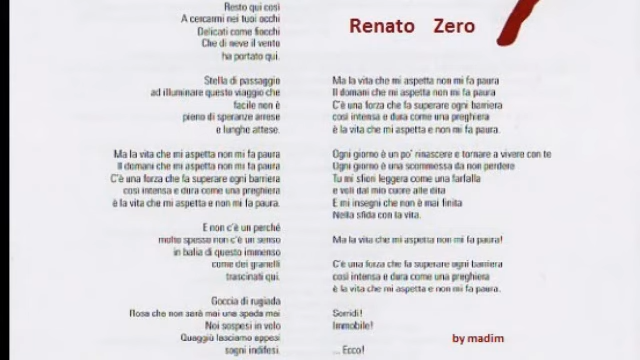 Resto qui così
A cercarmi nei tuoi occhi
Delicati come fiocchi
Che di neve il vento
ha portato qui.
Stella di passaggio
ad illuminare questo viaggio che
facile non è
pieno di speranze arrese
e lunghe attese.
Ma la vita che mi aspetta non mi fa paura
Il domani che mi aspetta non mi fa paura
C'è una forza che fa superare ogni barriera
così intensa e dura come una preghiera
è la vita che mi aspetta e non mi fa paura.
E non c'è un perché
molto spesso non c'è un senso
in balia di questo immenso
come dei granelli
trascinati qui.
Goccia di rugiada
Rosa che non sarà mai una spada mai
Noi sospesi in volo
Quaggiù lasciamo appesi
sogni indifesi.
Renato Zero
Ma la vita che mi aspetta non mi fa paura
Il domani che mi aspetta non mi fa paura
C'è una forza che fa superare ogni barriera
così intensa e dura come una preghiera
è la vita che mi aspetta e non mi fa paura.
Ogni giorno è un po' rinascere e tornare a vivere con te
Ogni giorno è una scommessa da non perdere
Tu mi sfiori leggera come una farfalla
e voli dal mio cuore alle dita
E mi insegni che non è mai finita
Nella sfida con la vita.
Ma la vita che mi aspetta non mi fa paura!
C'è una forza che fa superare ogni barriera
così intensa e dura come una preghiera
è la vita che mi aspetta e non mi fa paura.
Sorridi!
Immobile!
... Ecco!
by madim